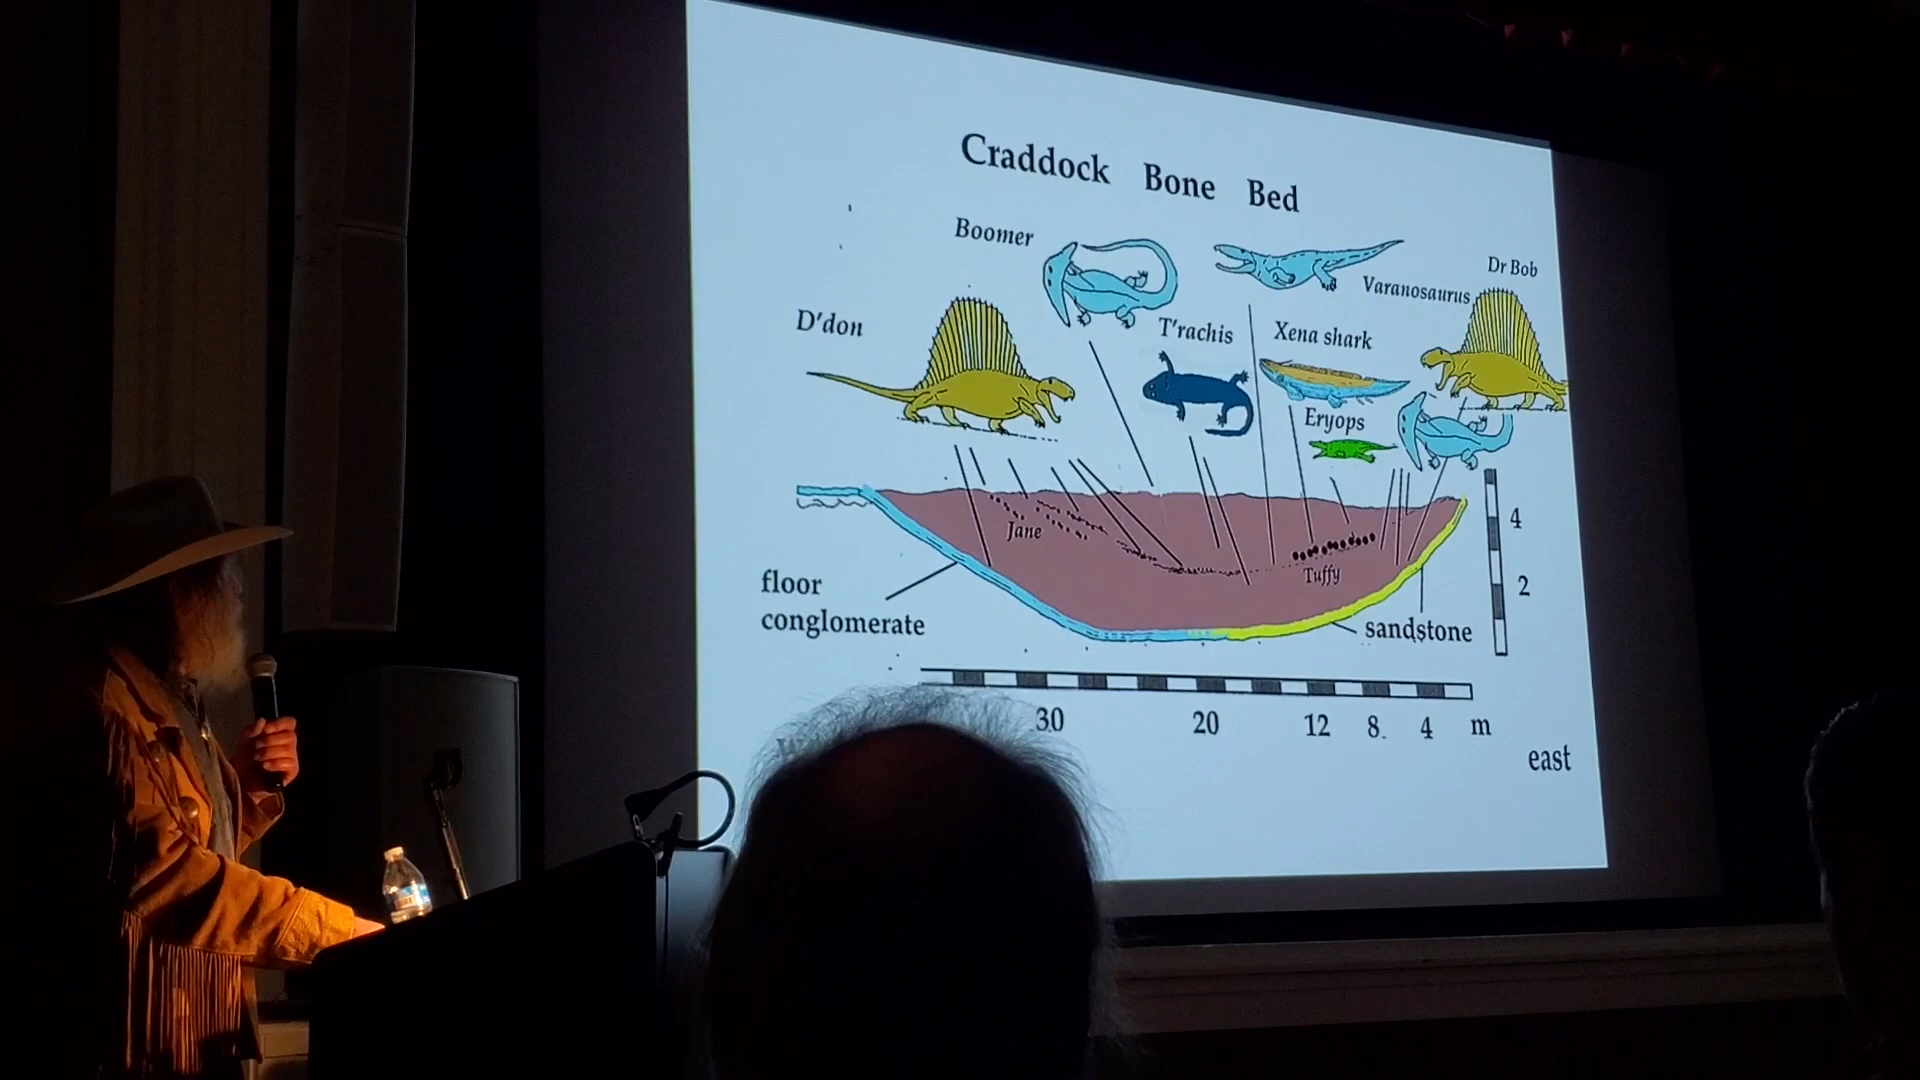 Craddock Bone Bed
Boomer
Dr Bob
Varanosaurus
D'don
T'rachis
Xena shark
Eryops
Jane
4
floor
conglomerate
Tuffy
2
sandstone
30 20 12 8 4 m
east